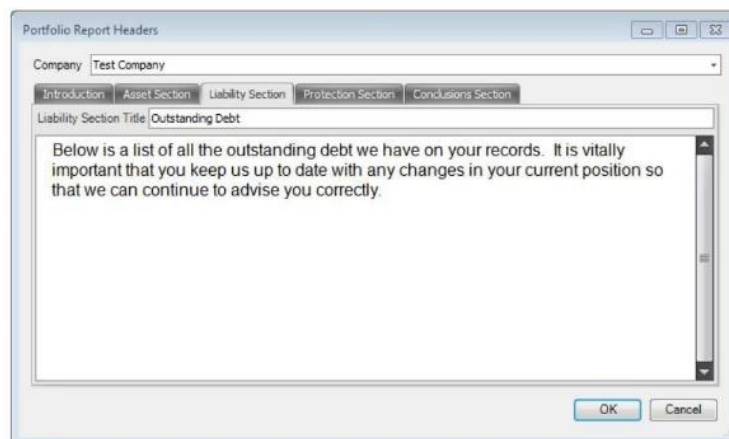 Portfolio Report Headers
Company Test Company
Introduction Asset Section Liability Section Protection Section Conclusions Section
Liability Section Title Outstanding Debt
Below is a list of all the outstanding debt we have on your records. It is vitally
important that you keep us up to date with any changes in your current position so
that we can continue to advise you correctly.
OK Cancel